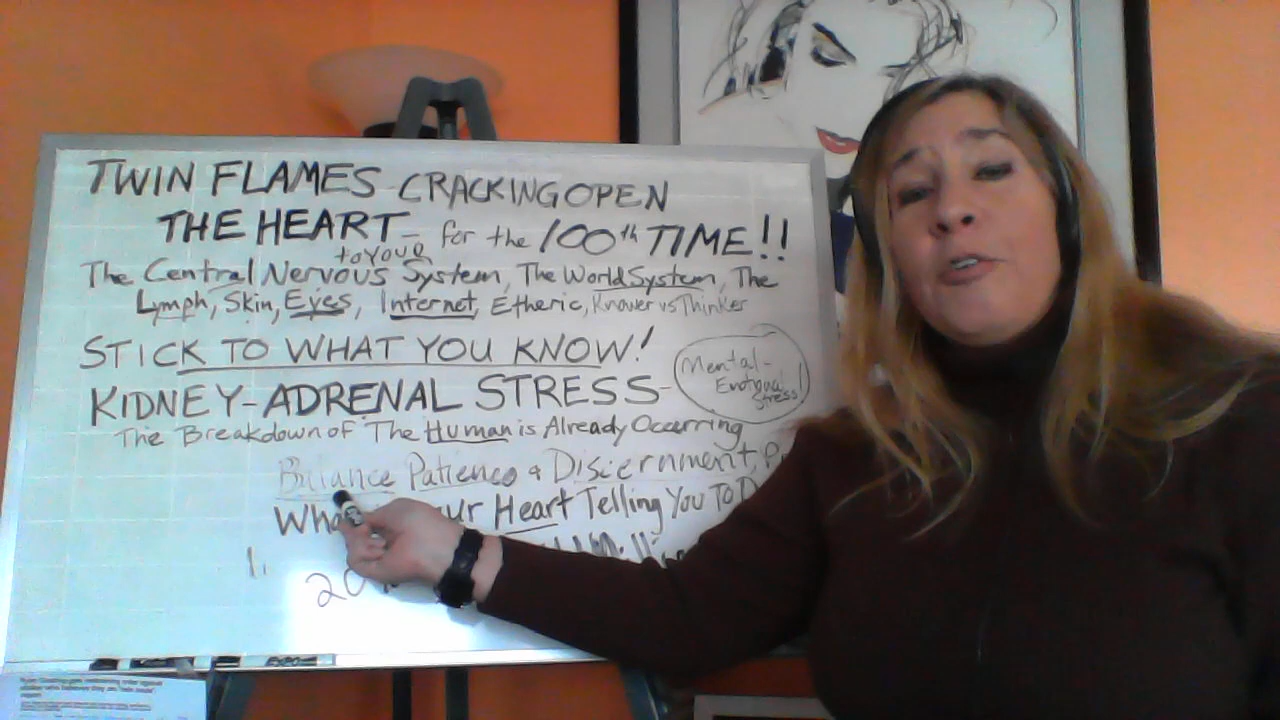 TWIN FLAMES CRACKING OPEN
THE HEART- for the 100th TIME!!
to YOUR
The Central Nervous System, The World System, The
Lymph, Skin, Eyes, Internet, Etheric, Knower vs Thinker
STICK TO WHAT YOU KNOW!
KIDNEY-ADRENAL STRESS-
Mental-
Emotional
Stress!
The Breakdown of The Human is Already Occurring
Balance Patience & Discernment,
Heart Telling You To
1.
EXPO